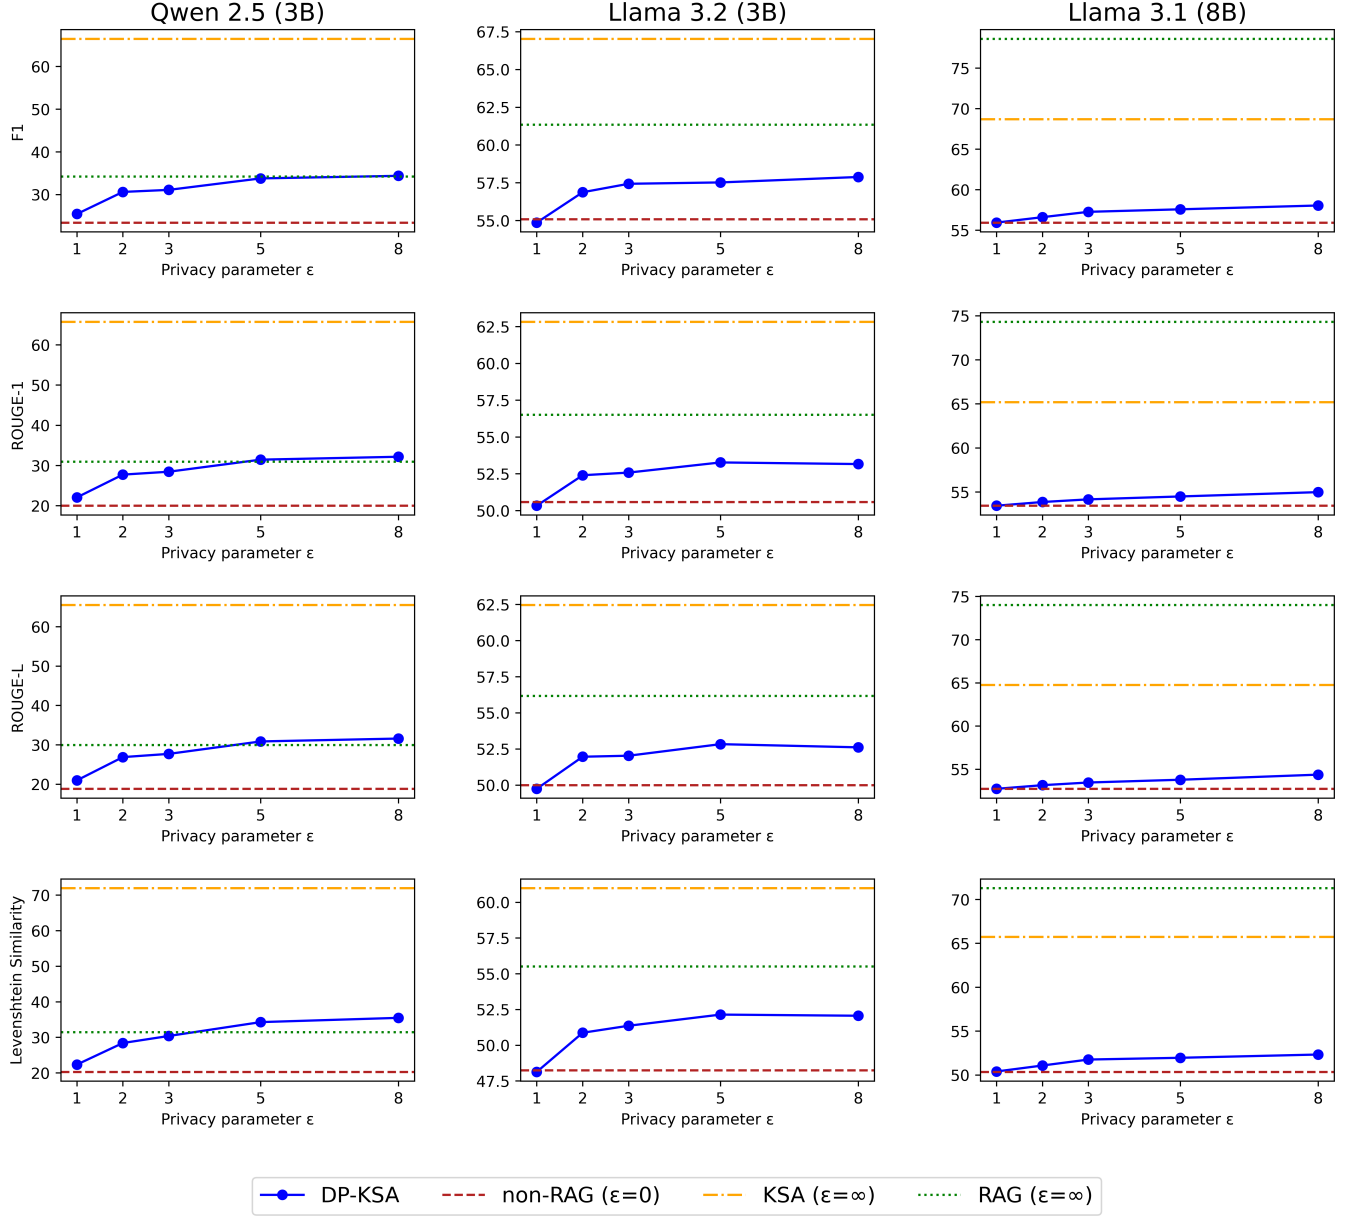 Qwen 2.5 (3B)
Llama 3.2 (3B)
Llama 3.1 (8B)
F1
60
50
40
30
1 2 3 5 8
Privacy parameter ε
67.5
65.0
62.5
60.0
57.5
55.0
1 2 3 5 8
Privacy parameter ε
75
70
65
60
55
1 2 3 5 8
Privacy parameter ε
ROUGE-1
60
50
40
30
20
1 2 3 5 8
Privacy parameter ε
62.5
60.0
57.5
55.0
52.5
50.0
1 2 3 5 8
Privacy parameter ε
75
70
65
60
55
1 2 3 5 8
Privacy parameter ε
ROUGE-L
60
50
40
30
20
1 2 3 5 8
Privacy parameter ε
62.5
60.0
57.5
55.0
52.5
50.0
1 2 3 5 8
Privacy parameter ε
75
70
65
60
55
1 2 3 5 8
Privacy parameter ε
Levenshtein Similarity
70
60
50
40
30
20
1 2 3 5 8
Privacy parameter ε
60.0
57.5
55.0
52.5
50.0
47.5
1 2 3 5 8
Privacy parameter ε
70
65
60
55
50
1 2 3 5 8
Privacy parameter ε
DP-KSA
non-RAG (ε=0)
KSA (ε=∞)
RAG (ε=∞)